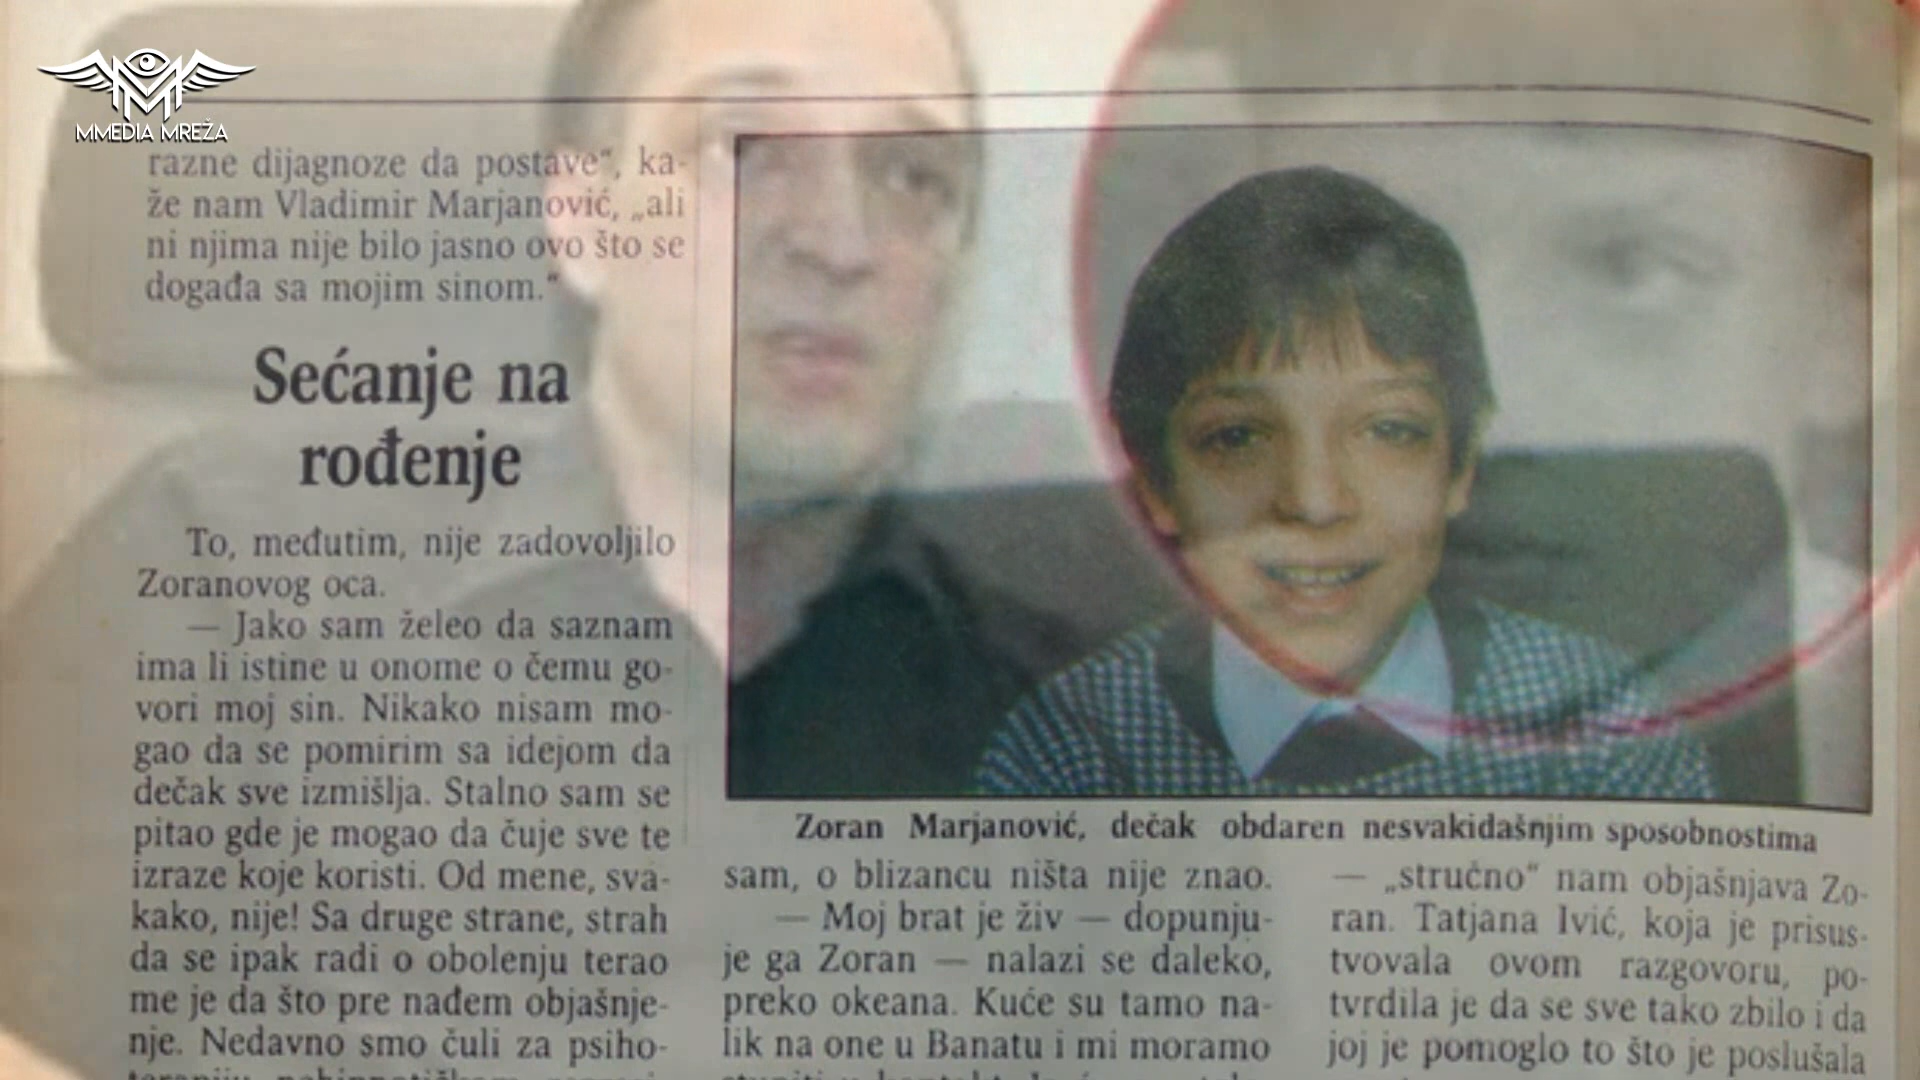 MMEDIA MREŽA
razne dijagnoze da postave“, ka-
že nam Vladimir Marjanović, „ali
ni njima nije bilo jasno ovo što se
događa sa mojim sinom.“
Sećanje na
rođenje
To, međutim, nije zadovoljilo
Zoranovog oca.
— Jako sam želeo da saznam
ima li istine u onome o čemu go-
vori moj sin. Nikako nisam mo-
gao da se pomirim sa idejom da
dečak sve izmišlja. Stalno sam se
pitao gde je mogao da čuje sve te
izraze koje koristi. Od mene, sva-
kako, nije! Sa druge strane, strah
da se ipak radi o obolenju terao
me je da što pre nađem objašnje-
nje. Nedavno smo čuli za psiho-
Zoran Marjanović, dečak obdaren nesvakidašnjim sposobnostima
sam, o blizancu ništa nije znao.
— Moj brat je živ — dopunju-
je ga Zoran — nalazi se daleko,
preko okeana. Kuće su tamo na-
lik na one u Banatu i mi moramo
— „stručno“ nam objašnjava Zo-
ran. Tatjana Ivić, koja je prisus-
tvovala ovom razgovoru, po-
tvrdila je da se sve tako zbilo i da
joj je pomoglo to što je poslušala